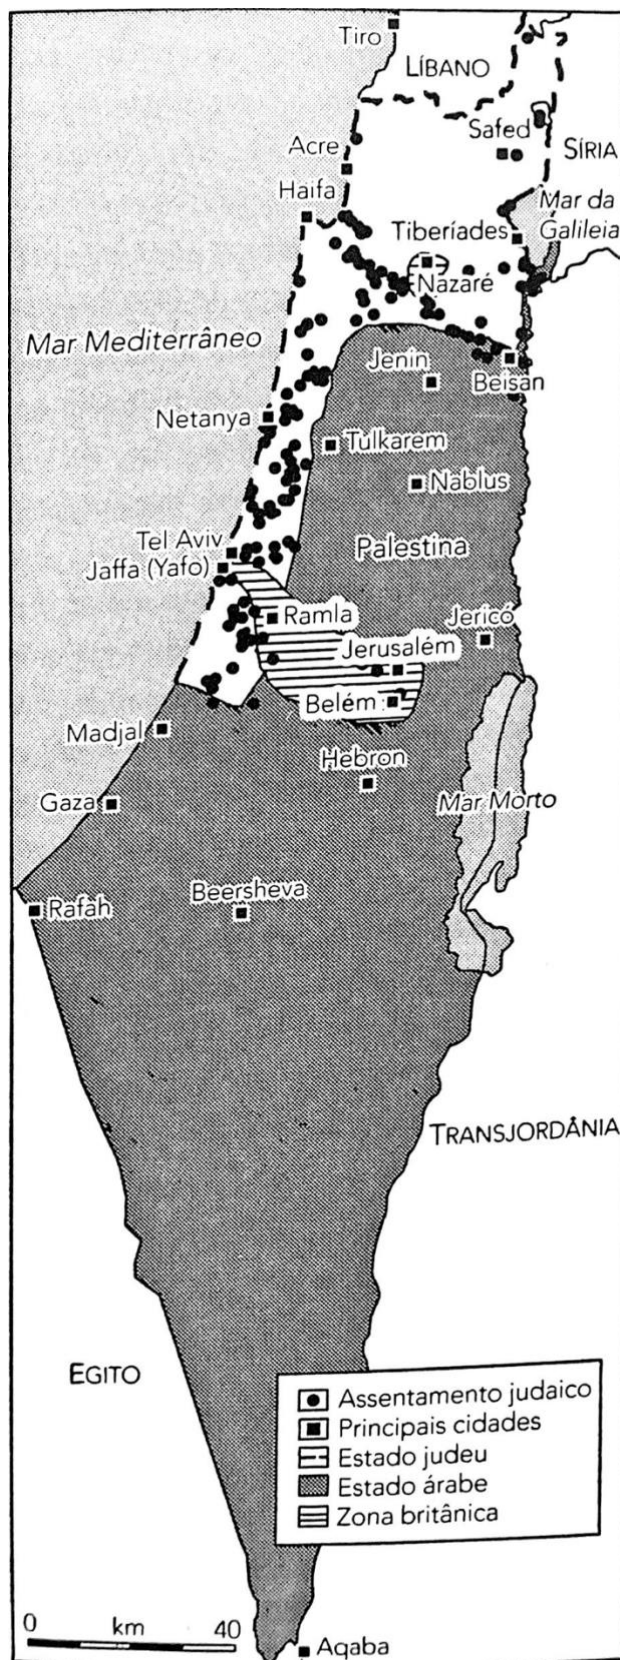 Tiro
LÍBANO
Safed
SÍRIA
Acre
Haifa
Mar da
Galileia
Tiberíades
Nazaré
Mar Mediterrâneo
Jenin
Beisan
Netanya
Tulkarem
Nablus
Tel Aviv
Jaffa (Yafo)
Palestina
Ramla
Jericó
Jerusalém
Belém
Madjal
Hebron
Gaza
Mar Morto
Rafah
Beersheva
TRANSJORDÂNIA
EGITO
Assentamento judaico
Principais cidades
Estado judeu
Estado árabe
Zona britânica
0 km 40
Aqaba